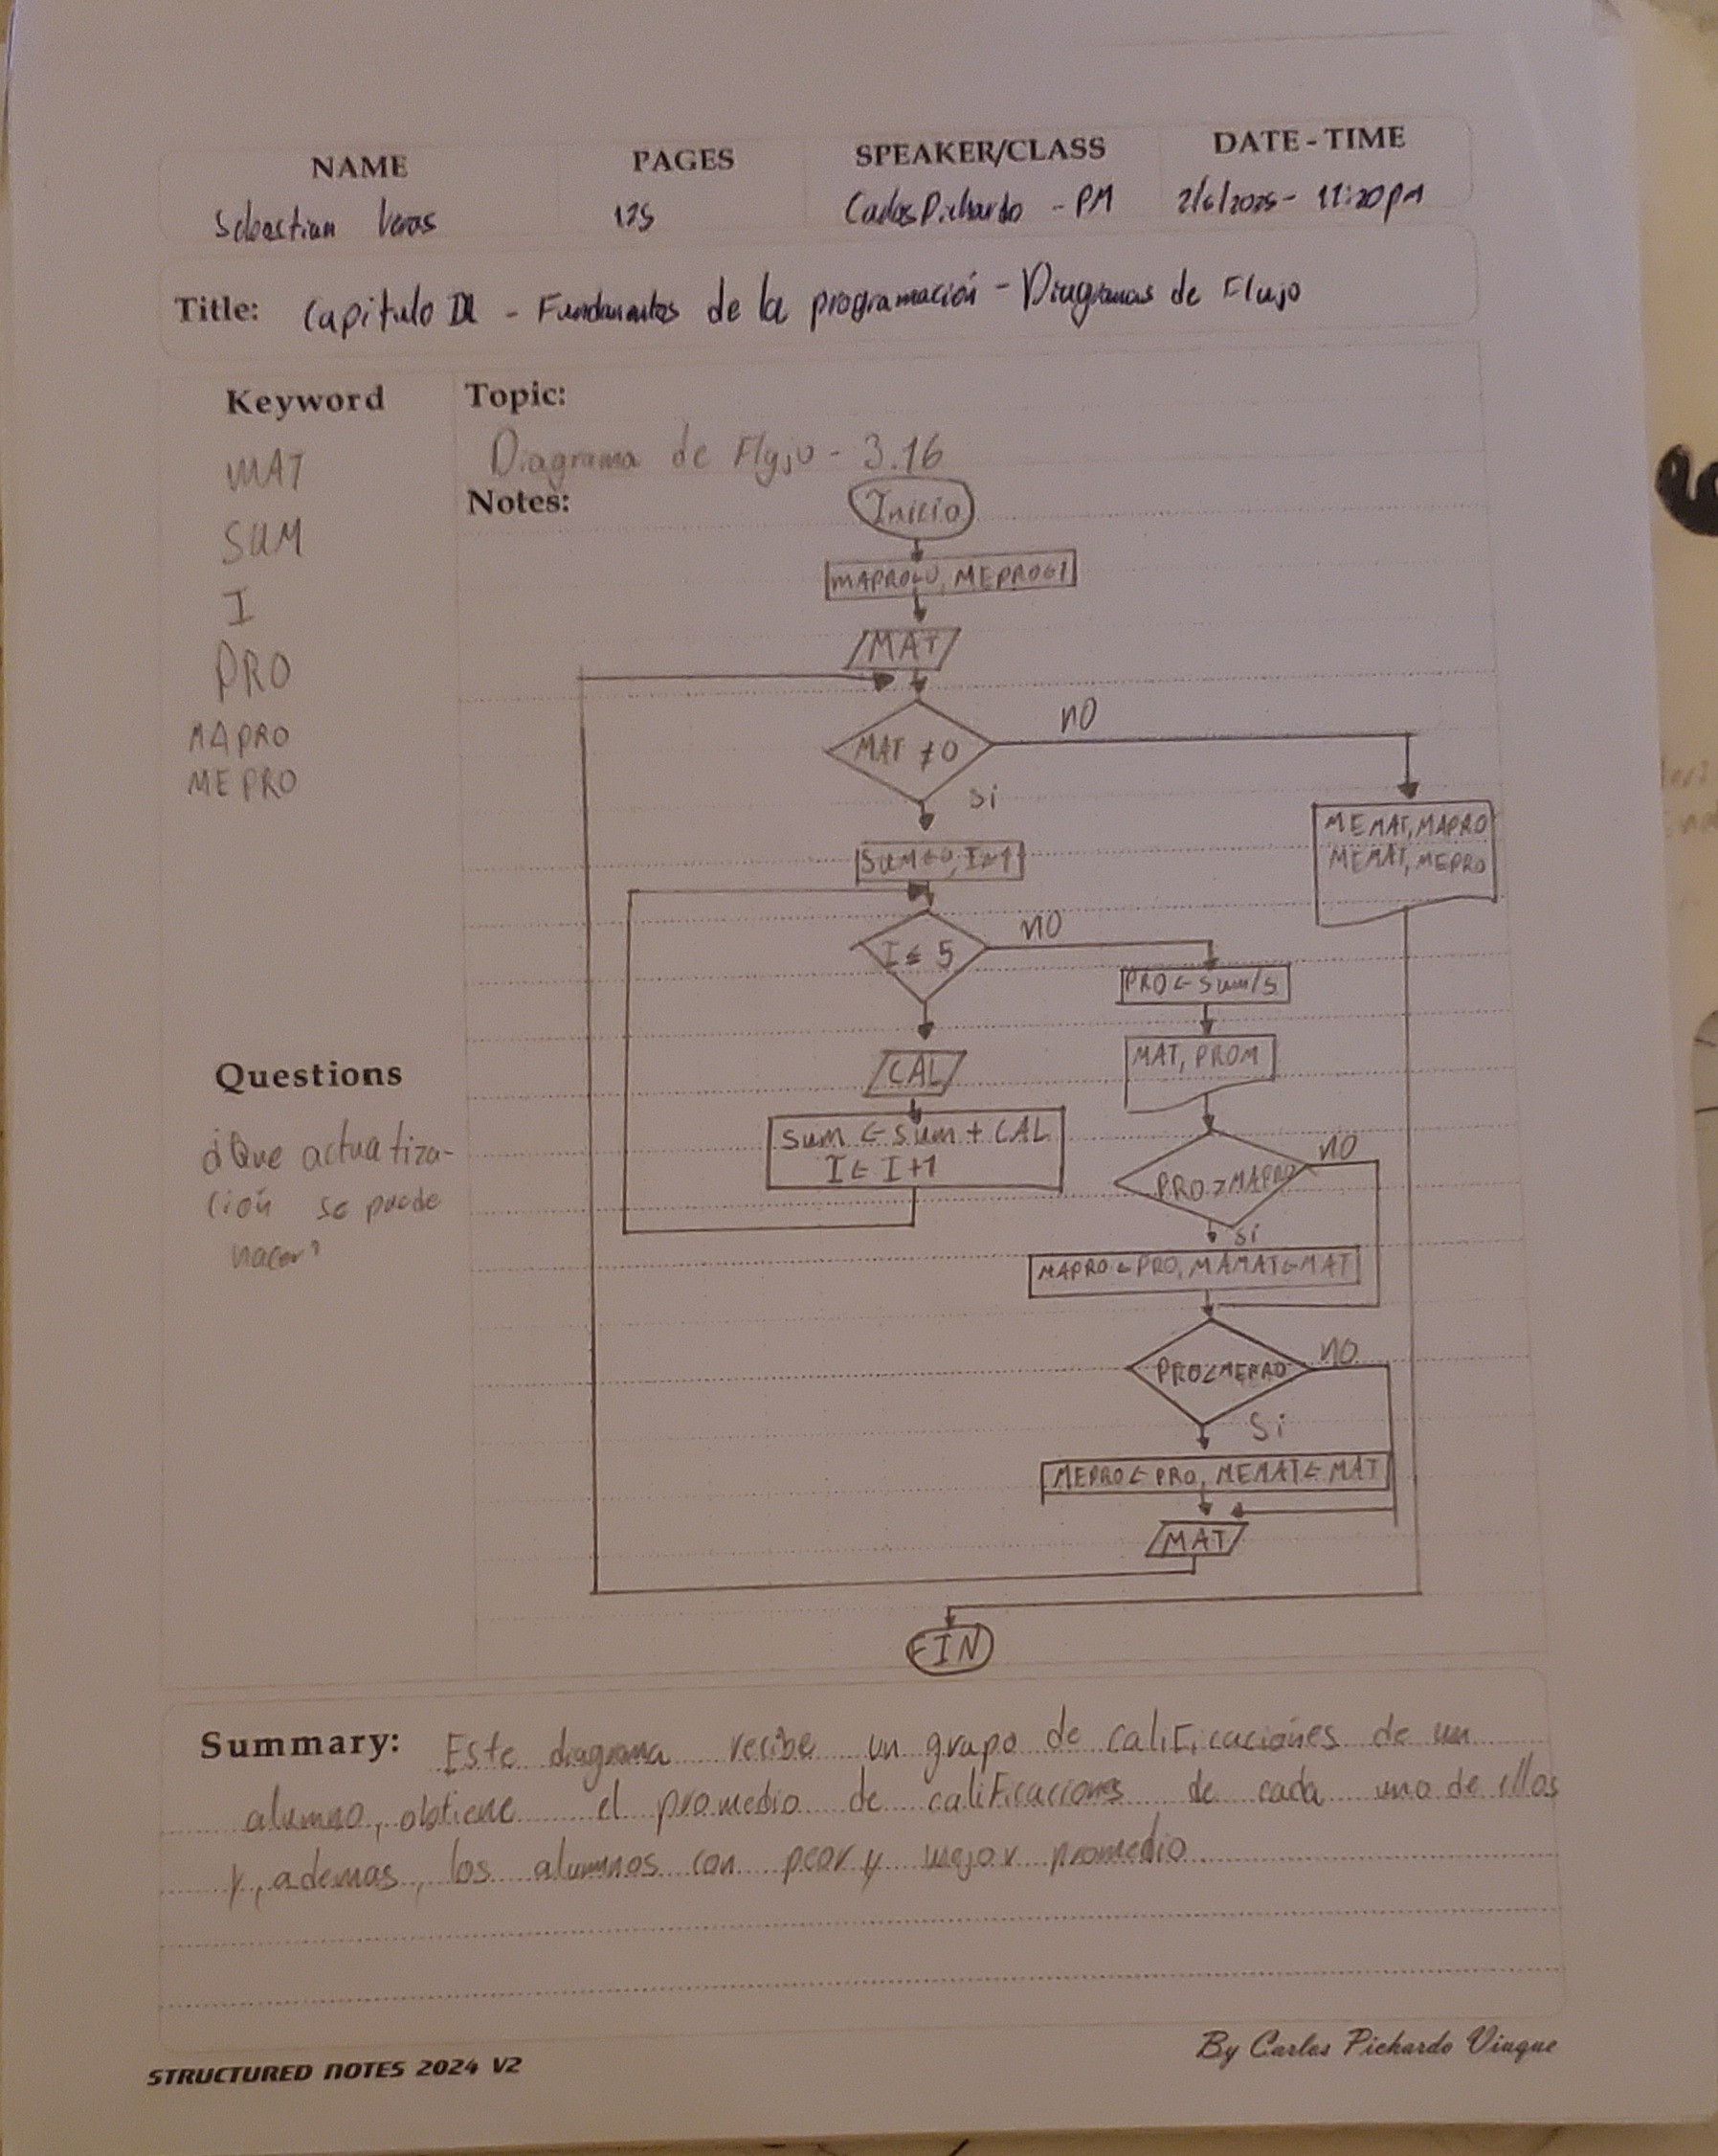 NAME
PAGES
SPEAKER/CLASS
DATE-TIME
Sebastian Veras
125
Carlos Pichardo - PM
2/6/2025 - 11:20 PM
Title: Capitulo III - Fundamentos de la programación - Diagramas de Flujo
Keyword
MAT
SUM
I
PRO
MAPRO
MEPRO
Questions
¿Que actuatiza-
ción se puede
hacer?
Topic:
Diagrama de Flujo - 3.16
Notes:
Inicio
MAPRO←0, MEPRO←1
MAT
MAT ≠ 0
NO
Si
MEMAT, MAPRO
MEMAT, MEPRO
SUM←0, I←1
I ≤ 5
NO
PRO ← Sum/5
CAL
MAT, PROM
SUM ← SUM + CAL
I ← I + 1
PRO > MAPRO
NO
Si
MAPRO ← PRO, MAMAT ← MAT
PRO < MEPRO
NO
Si
MEPRO ← PRO, MEMAT ← MAT
MAT
FIN
Summary: Este diagrama recibe un grupo de calificaciones de un
alumno, obtiene el promedio de calificaciones de cada uno de ellos
y, ademas, los alumnos con peor y mejor promedio
STRUCTURED NOTES 2024 V2
By Carlos Pichardo Viuque